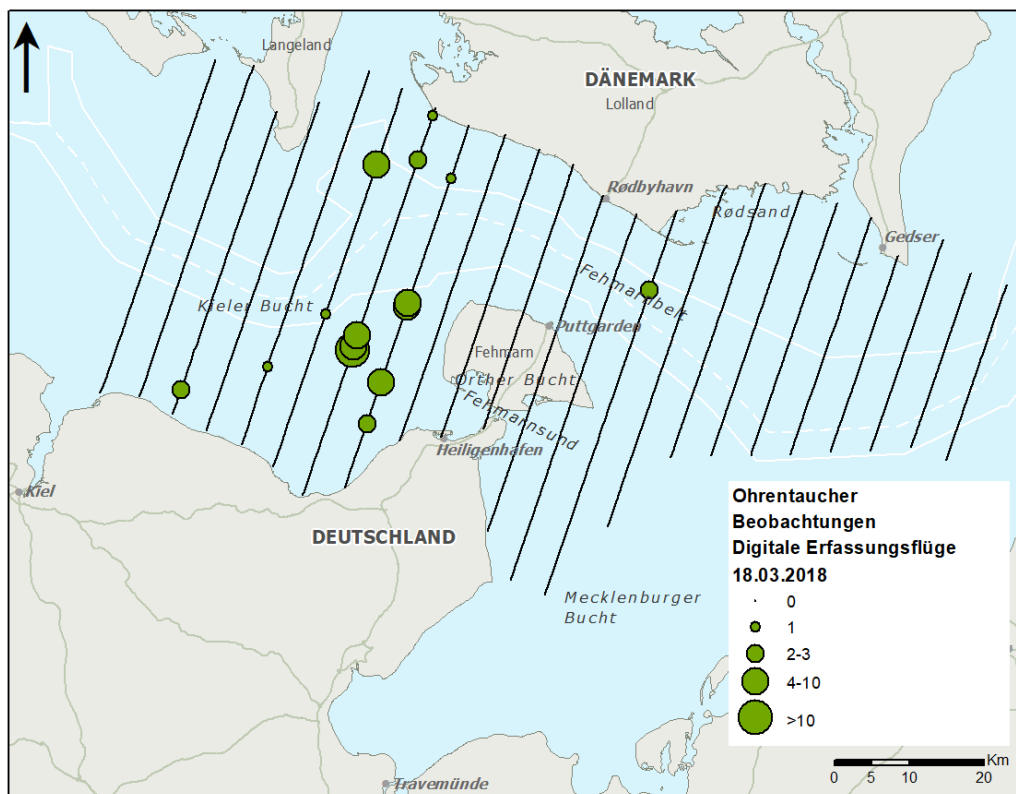 Langeland
DÄNEMARK
Lolland
Rødbyhavn
Rødsand
Gedser
Kieler Bucht
Fehmarnbelt
Puttgarden
Fehmarn
Orther Bucht
Fehmarnsund
Heiligenhafen
Kiel
DEUTSCHLAND
Mecklenburger
Bucht
Travemünde
Ohrentaucher
Beobachtungen
Digitale Erfassungsflüge
18.03.2018
0
1
2-3
4-10
>10
Km
0 5 10 20